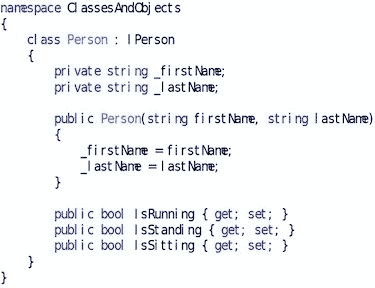 namespace ClassesAndObjects
{
    class Person : IPerson
    {
        private string _firstName;
        private string _lastName;

        public Person(string firstName, string lastName)
        {
            _firstName = firstName;
            _lastName = lastName;
        }

        public bool IsRunning { get; set; }
        public bool IsStanding { get; set; }
        public bool IsSitting { get; set; }
    }
}